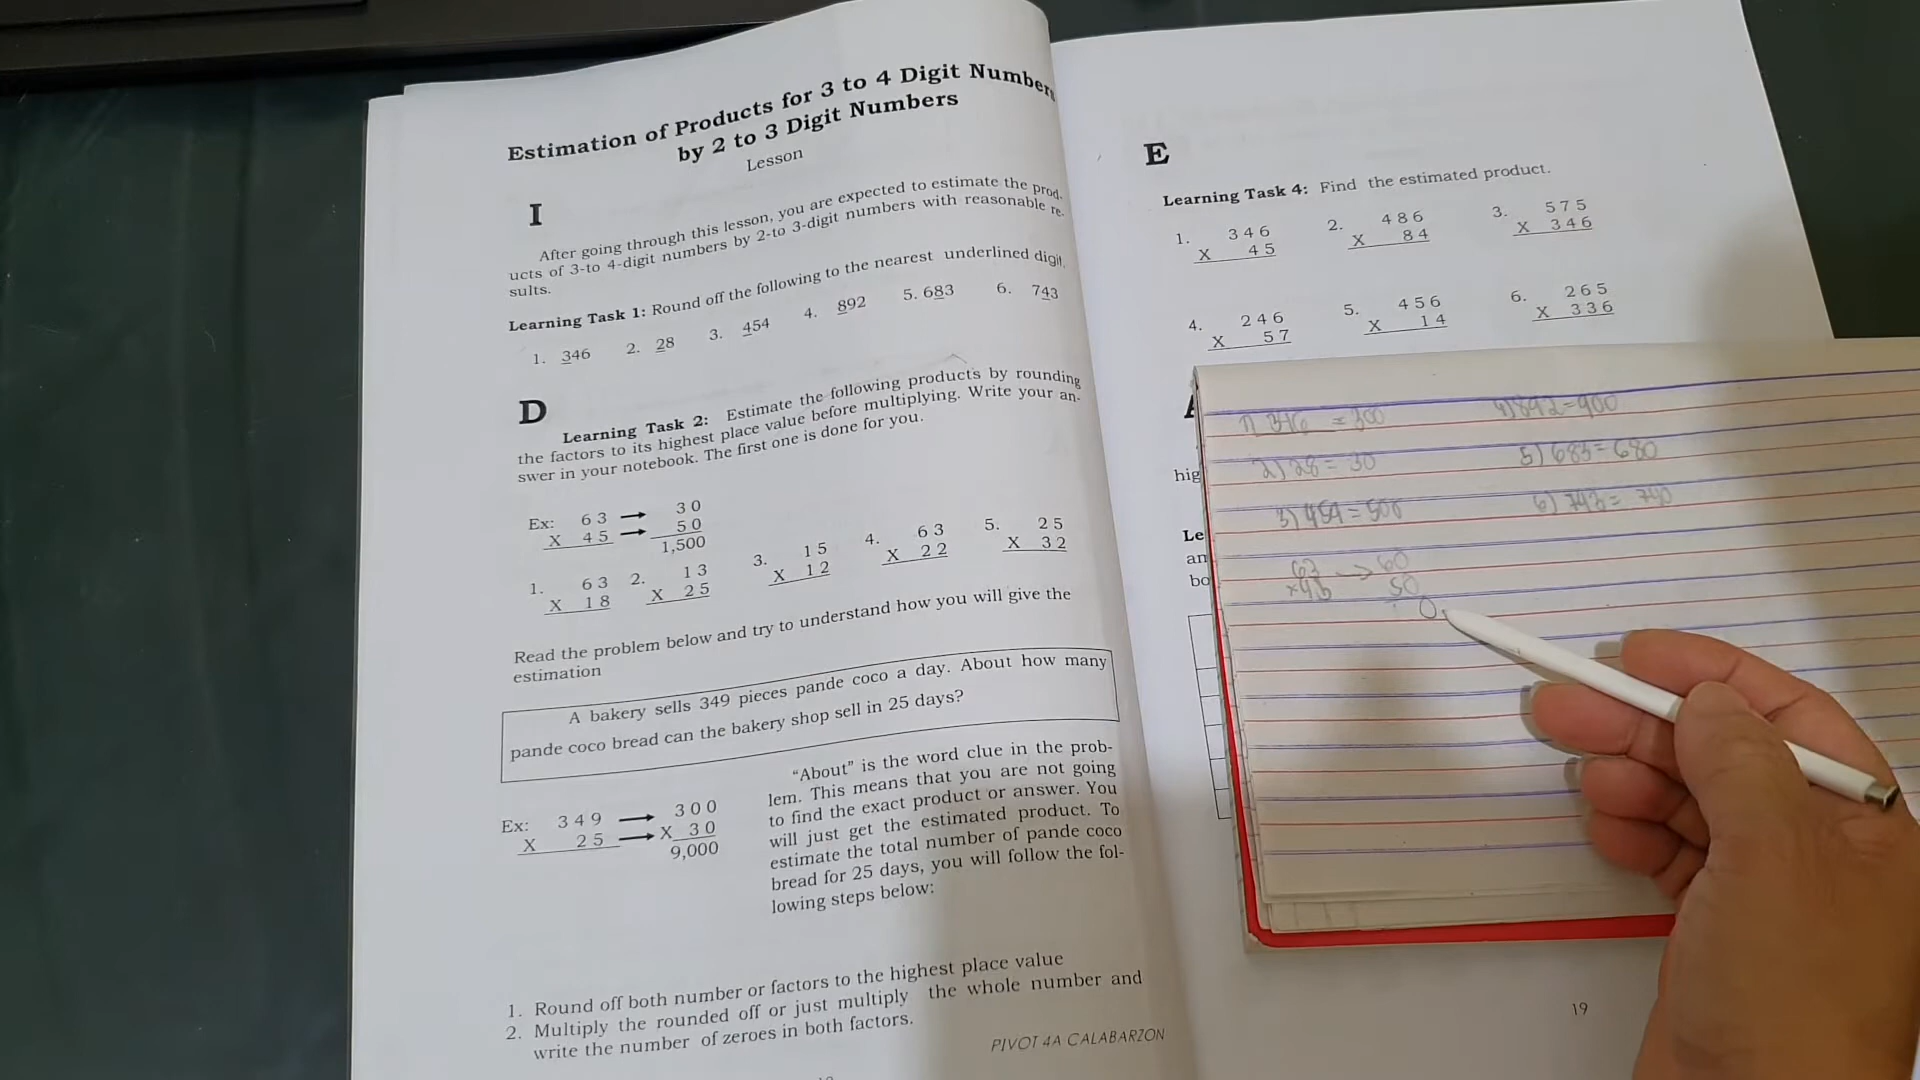 Estimation of Products for 3 to 4 Digit Numbers
by 2 to 3 Digit Numbers
Lesson
I
After going through this lesson, you are expected to estimate the prod-
ucts of 3-to 4-digit numbers by 2-to 3-digit numbers with reasonable re-
sults.
Learning Task 1: Round off the following to the nearest underlined digit.
1. 346 2. 28 3. 454 4. 892 5. 683 6. 743
D
Learning Task 2: Estimate the following products by rounding
the factors to its highest place value before multiplying. Write your an-
swer in your notebook. The first one is done for you.
Ex: 63 → 30
X 45 → 50
1,500
1. 63 2. 13 3. 15 4. 63 5. 25
X 18 X 25 X 12 X 22 X 32
Read the problem below and try to understand how you will give the
estimation
A bakery sells 349 pieces pande coco a day. About how many
pande coco bread can the bakery shop sell in 25 days?
Ex: 349 → 300
X 25 → X 30
9,000
“About” is the word clue in the prob-
lem. This means that you are not going
to find the exact product or answer. You
will just get the estimated product. To
estimate the total number of pande coco
bread for 25 days, you will follow the fol-
lowing steps below:
1. Round off both number or factors to the highest place value
2. Multiply the rounded off or just multiply the whole number and
write the number of zeroes in both factors.
PIVOT 4A CALABARZON
E
Learning Task 4: Find the estimated product.
1. 346 2. 486 3. 575
X 45 X 84 X 346
4. 246 5. 456 6. 265
X 57 X 14 X 336
hig
Le
an
bo
1) 346 = 300 4) 892 = 900
2) 28 = 30 5) 683 = 680
3) 454 = 500 6) 743 = 740
63 → 60
x45 50
0
19